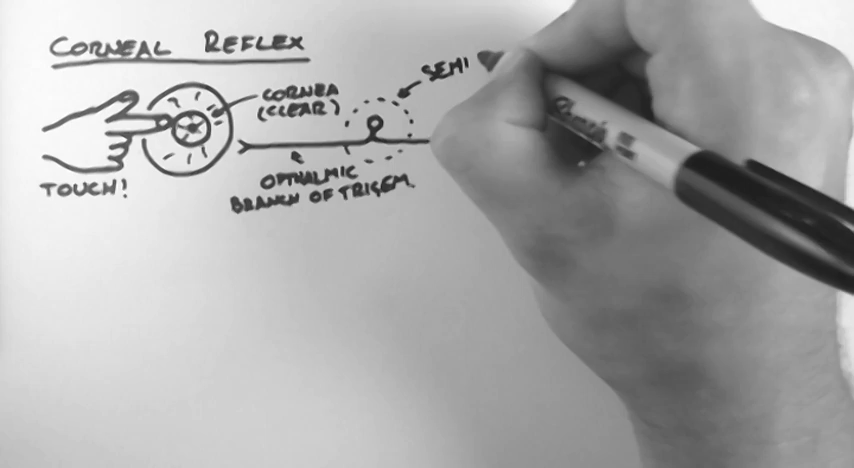 CORNEAL REFLEX
CORNEA
(CLEAR)
SEMI
TOUCH!
OPTHALMIC
BRANCH OF TRIGEM.